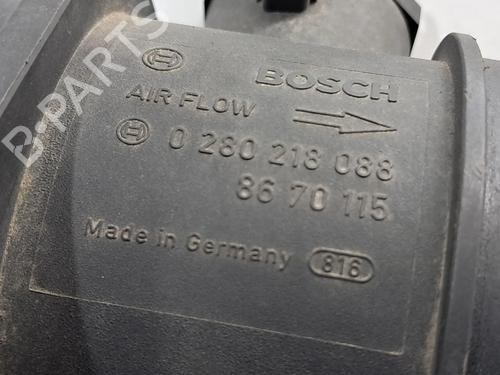 B-PARTS
BOSCH
AIR FLOW
0 280 218 088
86 70 115
Made in Germany 816